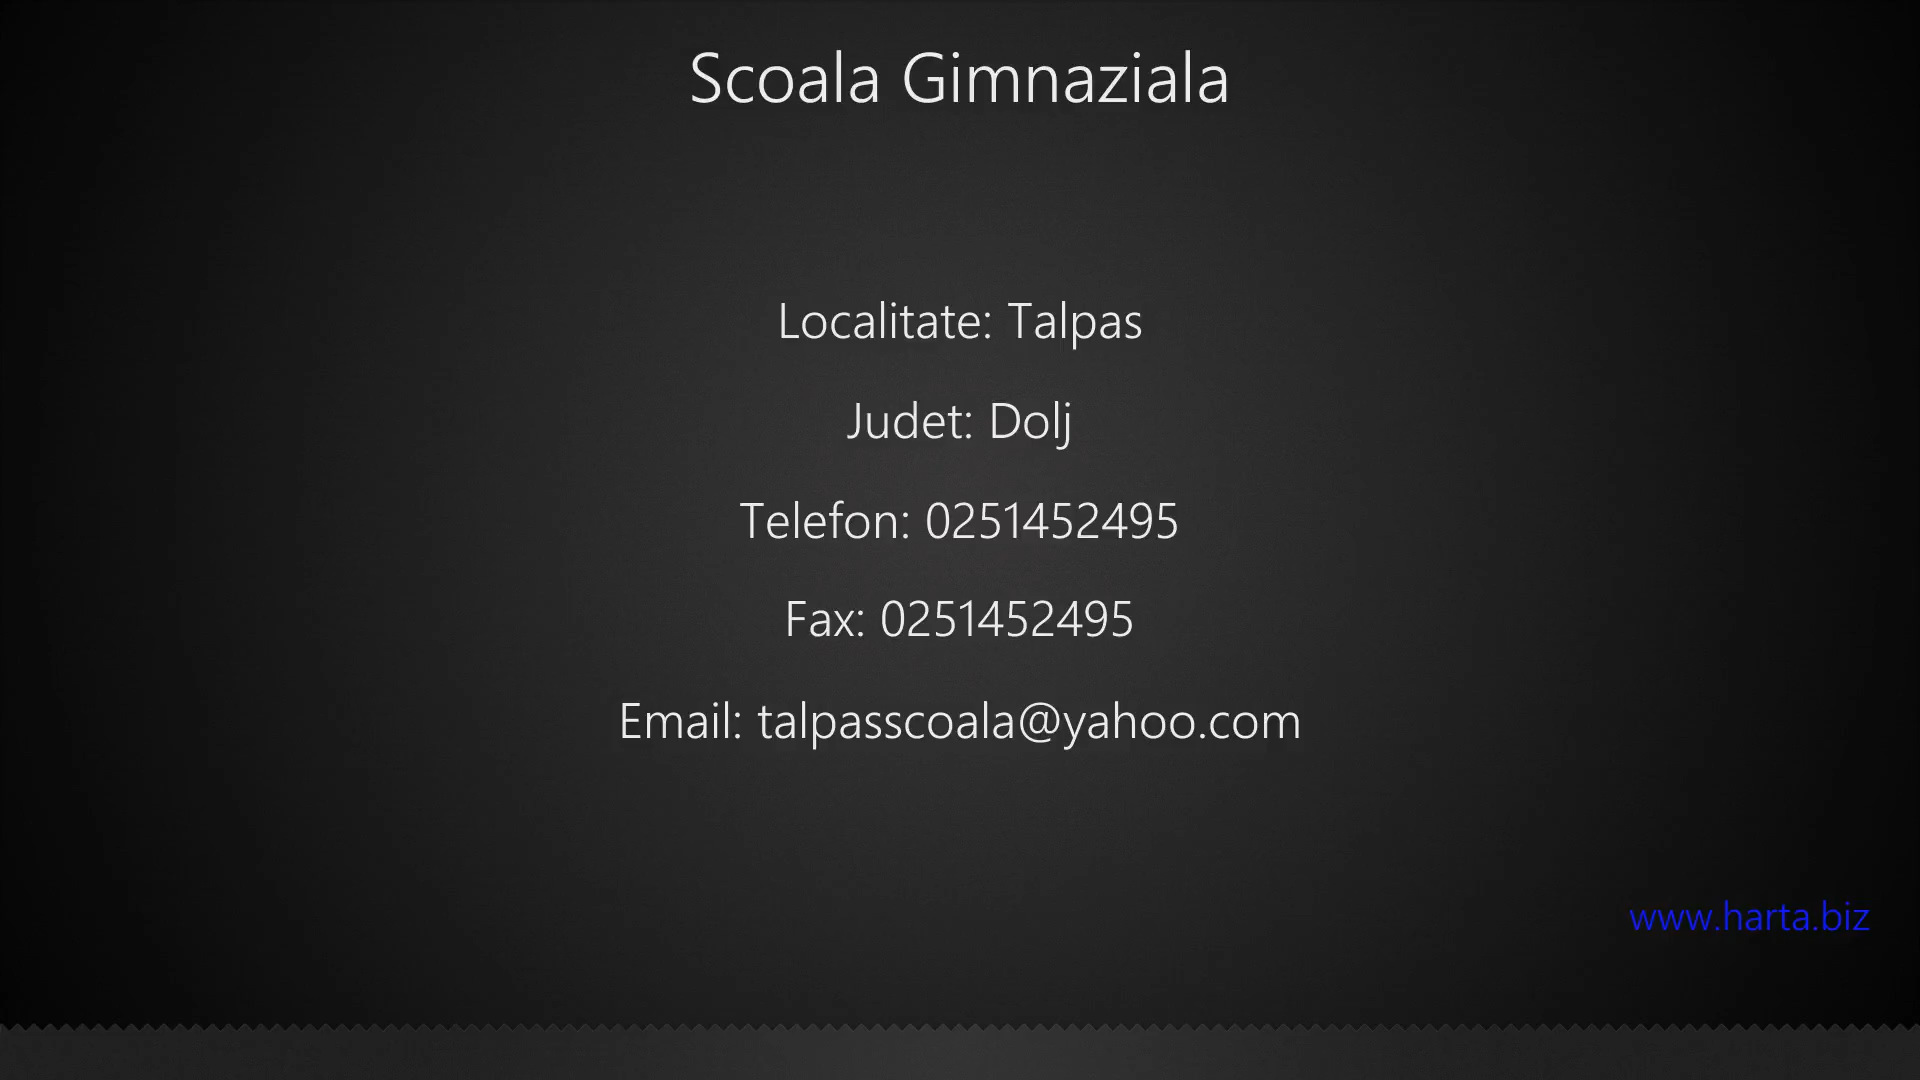 Scoala Gimnaziala
Localitate: Talpas
Judet: Dolj
Telefon: 0251452495
Fax: 0251452495
Email: talpasscoala@yahoo.com
www.harta.biz